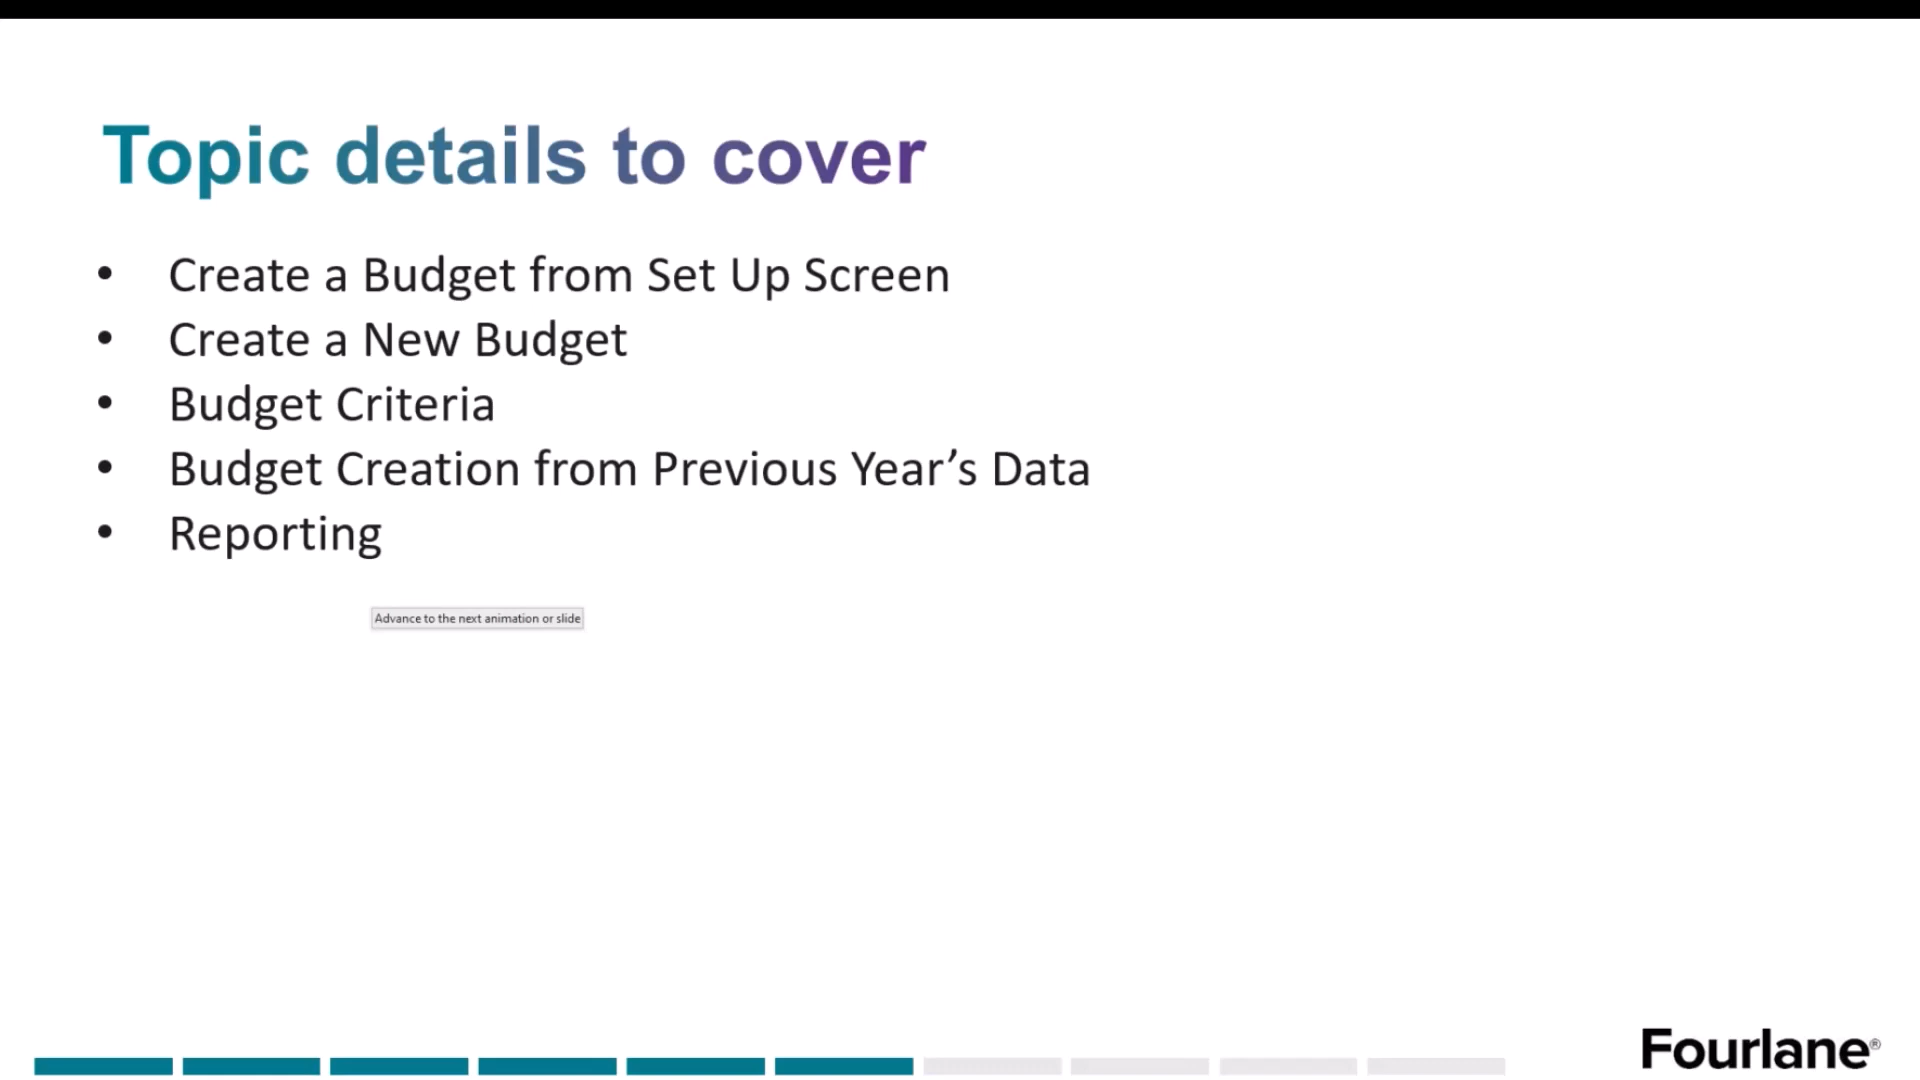 Topic details to cover
• Create a Budget from Set Up Screen
• Create a New Budget
• Budget Criteria
• Budget Creation from Previous Year’s Data
• Reporting
Advance to the next animation or slide
Fourlane®